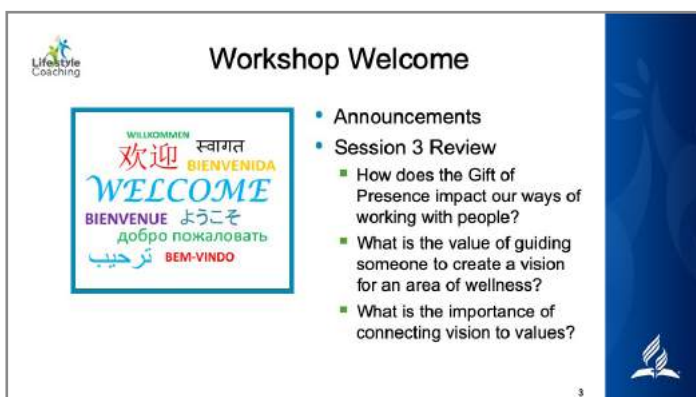 Lifestyle
Coaching
Workshop Welcome
WILLKOMMEN
欢迎 स्वागत
BIENVENIDA
WELCOME
BIENVENUE ようこそ
добро пожаловать
ترحيب BEM-VINDO
• Announcements
• Session 3 Review
▪ How does the Gift of
Presence impact our ways of
working with people?
▪ What is the value of guiding
someone to create a vision
for an area of wellness?
▪ What is the importance of
connecting vision to values?
3